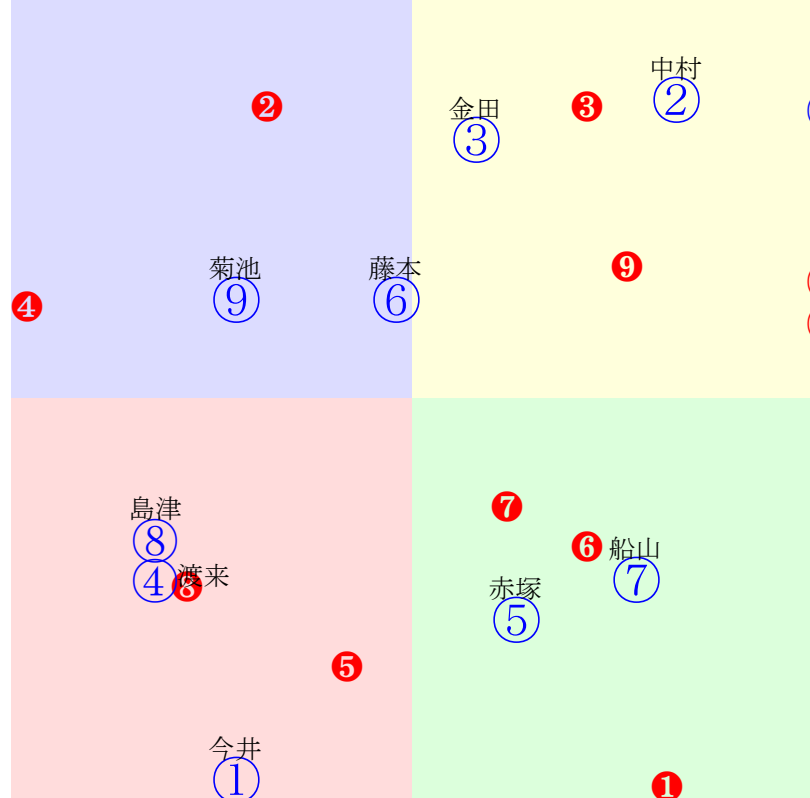 中村
❷ ❸ ②
金田
③
❾
菊池 藤本
❹ ⑨ ⑥
島津 ❼
⑧ ❻ 船山
④ ❽ 渡来 ⑦
赤塚
⑤
❺
今井
① ❶